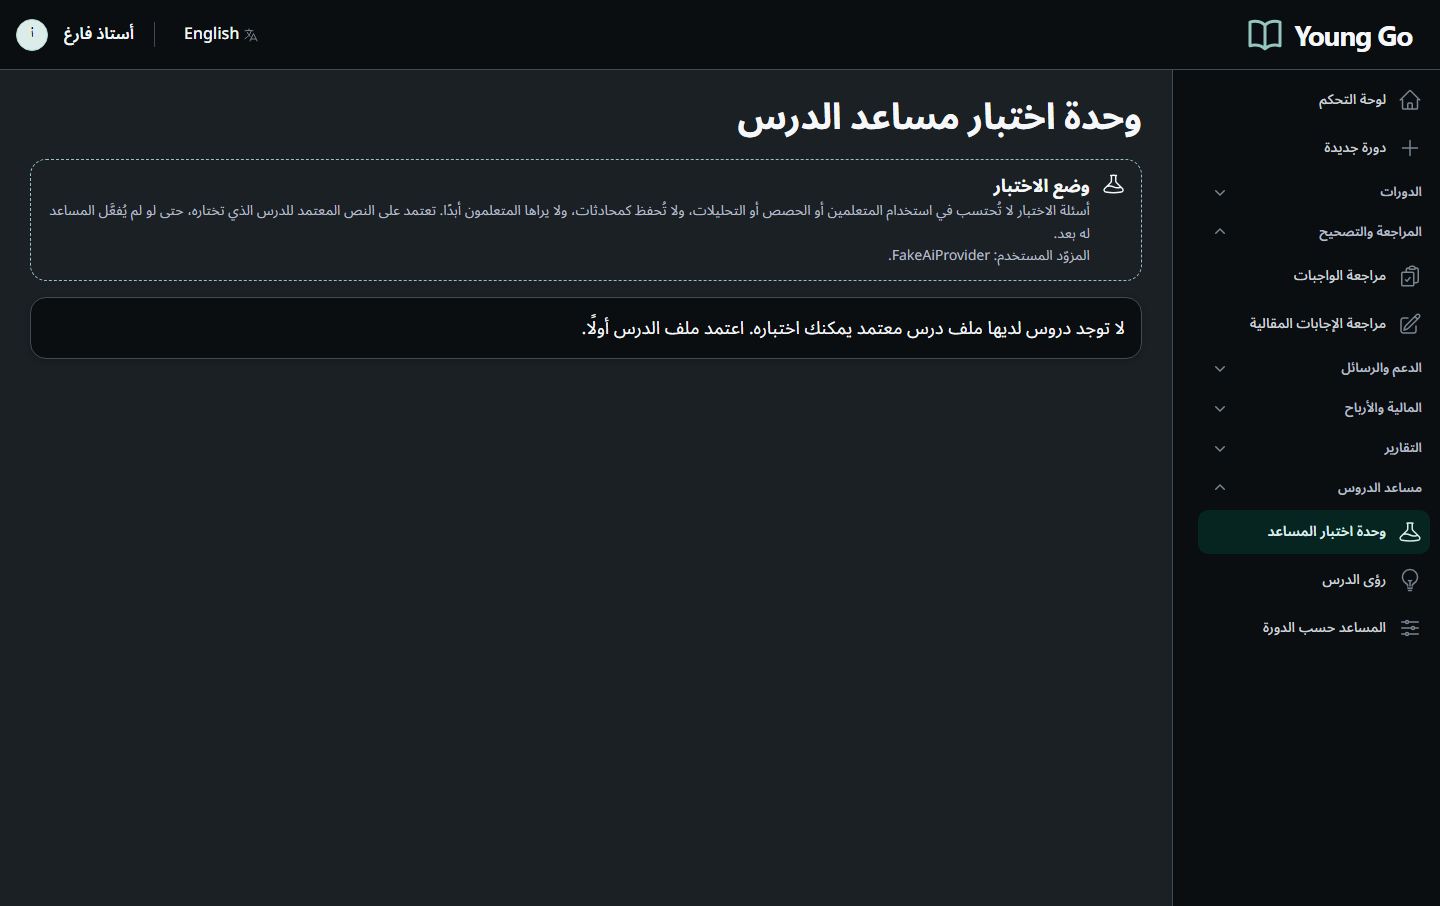 Young Go
English
أستاذ فارغ
أ
لوحة التحكم
دورة جديدة
الدورات
المراجعة والتصحيح
مراجعة الواجبات
مراجعة الإجابات المقالية
الدعم والرسائل
المالية والأرباح
التقارير
مساعد الدروس
وحدة اختبار المساعد
رؤى الدرس
المساعد حسب الدورة
وحدة اختبار مساعد الدرس
وضع الاختبار
أسئلة الاختبار لا تُحتسب في استخدام المتعلمين أو الحصص أو التحليلات، ولا تُحفظ كمحادثات، ولا يراها المتعلمون أبدًا. تعتمد على النص المعتمد للدرس الذي تختاره، حتى لو لم يُفعَّل المساعد
له بعد.
المزوّد المستخدم: FakeAiProvider.
لا توجد دروس لديها ملف درس معتمد يمكنك اختباره. اعتمد ملف الدرس أولًا.